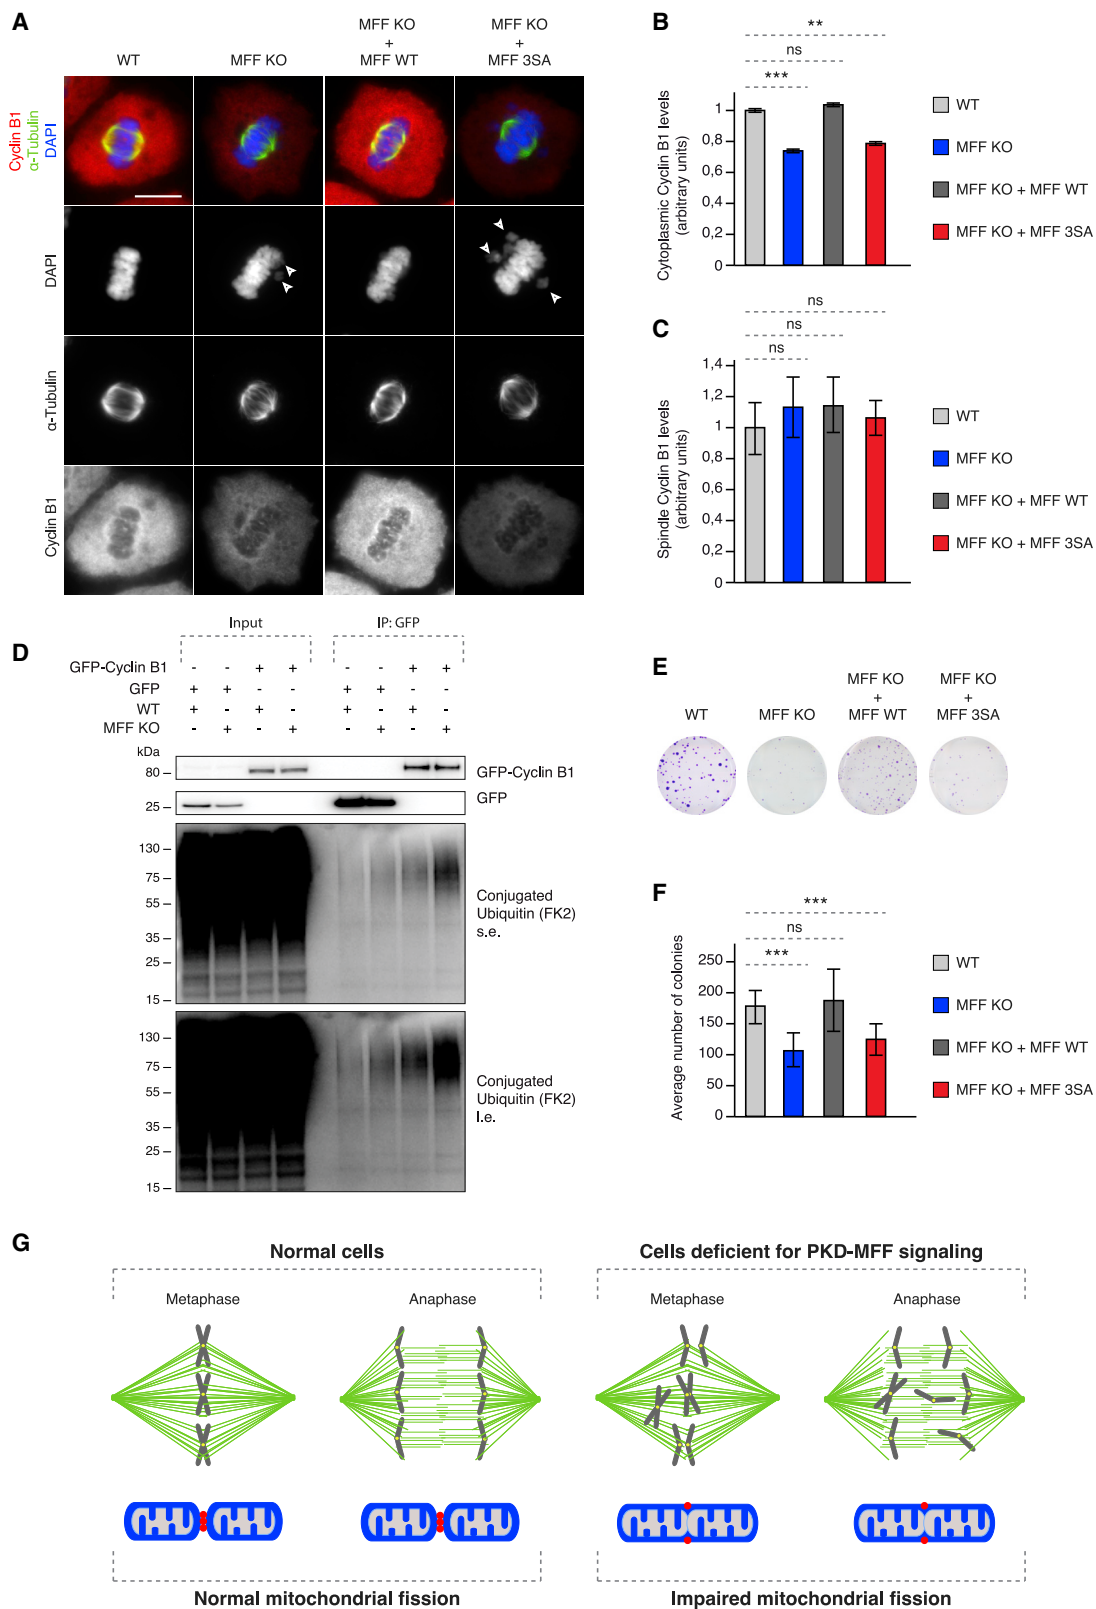 A
WT
MFF KO
MFF KO
+
MFF WT
MFF KO
+
MFF 3SA
Cyclin B1
α-Tubulin
DAPI
DAPI
α-Tubulin
Cyclin B1
B
**
ns
***
Cytoplasmic Cyclin B1 levels
(arbitrary units)
1
0,8
0,6
0,4
0,2
0
WT
MFF KO
MFF KO + MFF WT
MFF KO + MFF 3SA
C
ns
ns
ns
Spindle Cyclin B1 levels
(arbitrary units)
1,4
1,2
1
0,8
0,6
0,4
0,2
0
WT
MFF KO
MFF KO + MFF WT
MFF KO + MFF 3SA
D
Input
IP: GFP
GFP-Cyclin B1 - - + + - - + +
GFP + + - - + + - -
WT + - + - + - + -
MFF KO - + - + - + - +
kDa
80
GFP-Cyclin B1
25
GFP
130
75
55
35
25
15
Conjugated
Ubiquitin (FK2)
s.e.
130
75
55
35
25
15
Conjugated
Ubiquitin (FK2)
l.e.
E
WT
MFF KO
MFF KO
+
MFF WT
MFF KO
+
MFF 3SA
F
***
ns
***
Average number of colonies
250
200
150
100
50
0
WT
MFF KO
MFF KO + MFF WT
MFF KO + MFF 3SA
G
Normal cells
Metaphase
Anaphase
Normal mitochondrial fission
Cells deficient for PKD-MFF signaling
Metaphase
Anaphase
Impaired mitochondrial fission